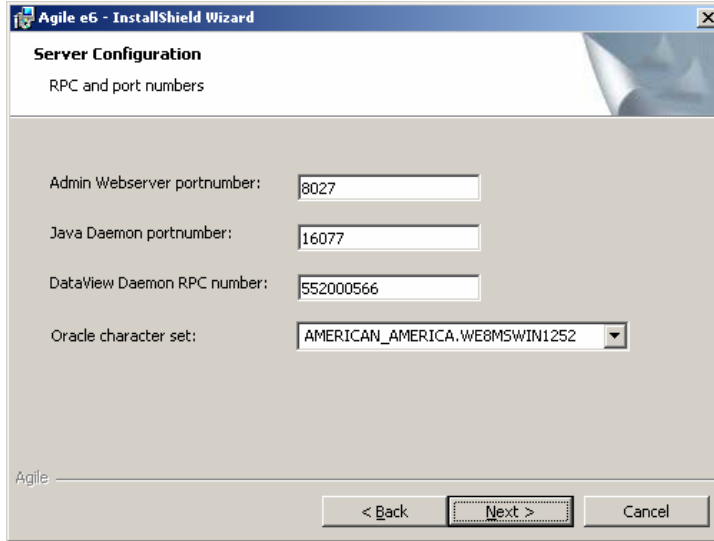 Agile e6 - InstallShield Wizard
Server Configuration
RPC and port numbers
Admin Webserver portnumber: 8027
Java Daemon portnumber: 16077
DataView Daemon RPC number: 552000566
Oracle character set: AMERICAN_AMERICA.WE8MSWIN1252
Agile
< Back Next > Cancel